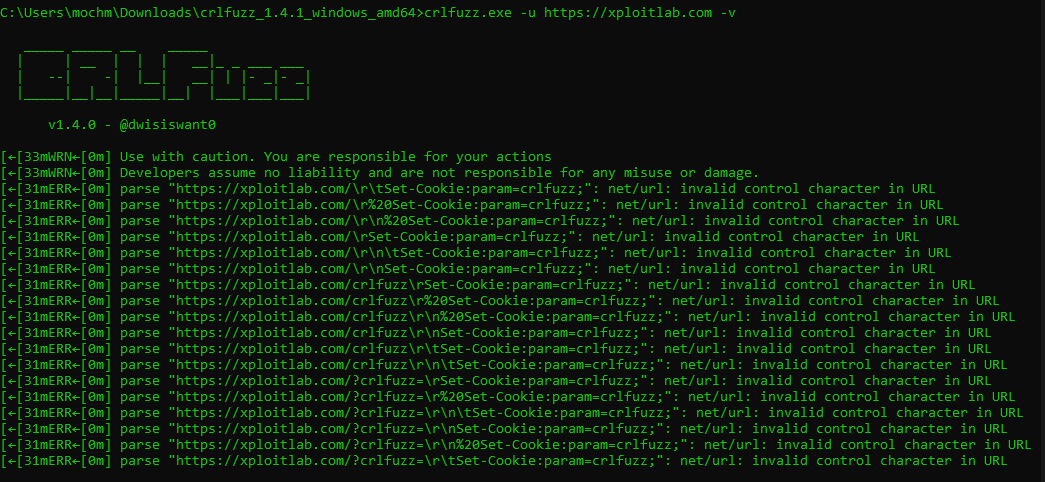 C:\Users\mochm\Downloads\crlfuzz_1.4.1_windows_amd64>crlfuzz.exe -u https://xploitlab.com -v
CRLFuzz
v1.4.0 - @dwisiswant0
[←[33mWRN←[0m] Use with caution. You are responsible for your actions
[←[33mWRN←[0m] Developers assume no liability and are not responsible for any misuse or damage.
[←[31mERR←[0m] parse "https://xploitlab.com/\r\tSet-Cookie:param=crlfuzz;": net/url: invalid control character in URL
[←[31mERR←[0m] parse "https://xploitlab.com/\r%20Set-Cookie:param=crlfuzz;": net/url: invalid control character in URL
[←[31mERR←[0m] parse "https://xploitlab.com/\r\n%20Set-Cookie:param=crlfuzz;": net/url: invalid control character in URL
[←[31mERR←[0m] parse "https://xploitlab.com/\rSet-Cookie:param=crlfuzz;": net/url: invalid control character in URL
[←[31mERR←[0m] parse "https://xploitlab.com/\r\n\tSet-Cookie:param=crlfuzz;": net/url: invalid control character in URL
[←[31mERR←[0m] parse "https://xploitlab.com/\r\nSet-Cookie:param=crlfuzz;": net/url: invalid control character in URL
[←[31mERR←[0m] parse "https://xploitlab.com/crlfuzz\rSet-Cookie:param=crlfuzz;": net/url: invalid control character in URL
[←[31mERR←[0m] parse "https://xploitlab.com/crlfuzz\r%20Set-Cookie:param=crlfuzz;": net/url: invalid control character in URL
[←[31mERR←[0m] parse "https://xploitlab.com/crlfuzz\r\n%20Set-Cookie:param=crlfuzz;": net/url: invalid control character in URL
[←[31mERR←[0m] parse "https://xploitlab.com/crlfuzz\r\nSet-Cookie:param=crlfuzz;": net/url: invalid control character in URL
[←[31mERR←[0m] parse "https://xploitlab.com/crlfuzz\r\tSet-Cookie:param=crlfuzz;": net/url: invalid control character in URL
[←[31mERR←[0m] parse "https://xploitlab.com/crlfuzz\r\n\tSet-Cookie:param=crlfuzz;": net/url: invalid control character in URL
[←[31mERR←[0m] parse "https://xploitlab.com/?crlfuzz=\rSet-Cookie:param=crlfuzz;": net/url: invalid control character in URL
[←[31mERR←[0m] parse "https://xploitlab.com/?crlfuzz=\r%20Set-Cookie:param=crlfuzz;": net/url: invalid control character in URL
[←[31mERR←[0m] parse "https://xploitlab.com/?crlfuzz=\r\n\tSet-Cookie:param=crlfuzz;": net/url: invalid control character in URL
[←[31mERR←[0m] parse "https://xploitlab.com/?crlfuzz=\r\nSet-Cookie:param=crlfuzz;": net/url: invalid control character in URL
[←[31mERR←[0m] parse "https://xploitlab.com/?crlfuzz=\r\n%20Set-Cookie:param=crlfuzz;": net/url: invalid control character in URL
[←[31mERR←[0m] parse "https://xploitlab.com/?crlfuzz=\r\tSet-Cookie:param=crlfuzz;": net/url: invalid control character in URL